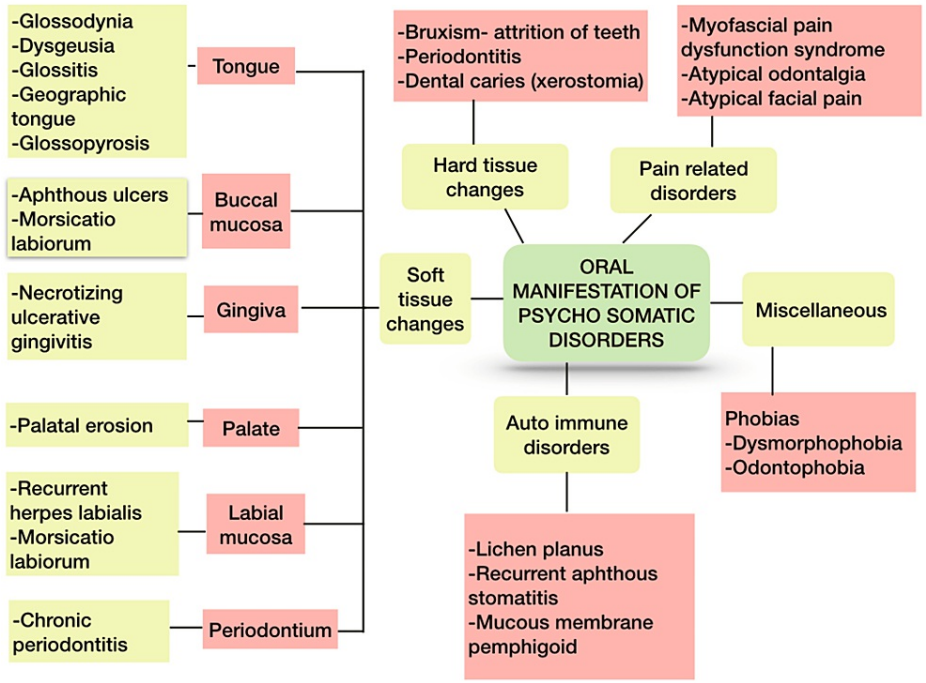 -Glossodynia
-Dysgeusia
-Glossitis
-Geographic
tongue
-Glossopyrosis
Tongue
-Aphthous ulcers
-Morsicatio
labiorum
Buccal
mucosa
-Necrotizing
ulcerative
gingivitis
Gingiva
-Palatal erosion
Palate
-Recurrent
herpes labialis
-Morsicatio
labiorum
Labial
mucosa
-Chronic
periodontitis
Periodontium
Soft
tissue
changes
-Bruxism- attrition of teeth
-Periodontitis
-Dental caries (xerostomia)
Hard tissue
changes
-Myofascial pain
dysfunction syndrome
-Atypical odontalgia
-Atypical facial pain
Pain related
disorders
ORAL
MANIFESTATION OF
PSYCHO SOMATIC
DISORDERS
Miscellaneous
Phobias
-Dysmorphophobia
-Odontophobia
Auto immune
disorders
-Lichen planus
-Recurrent aphthous
stomatitis
-Mucous membrane
pemphigoid